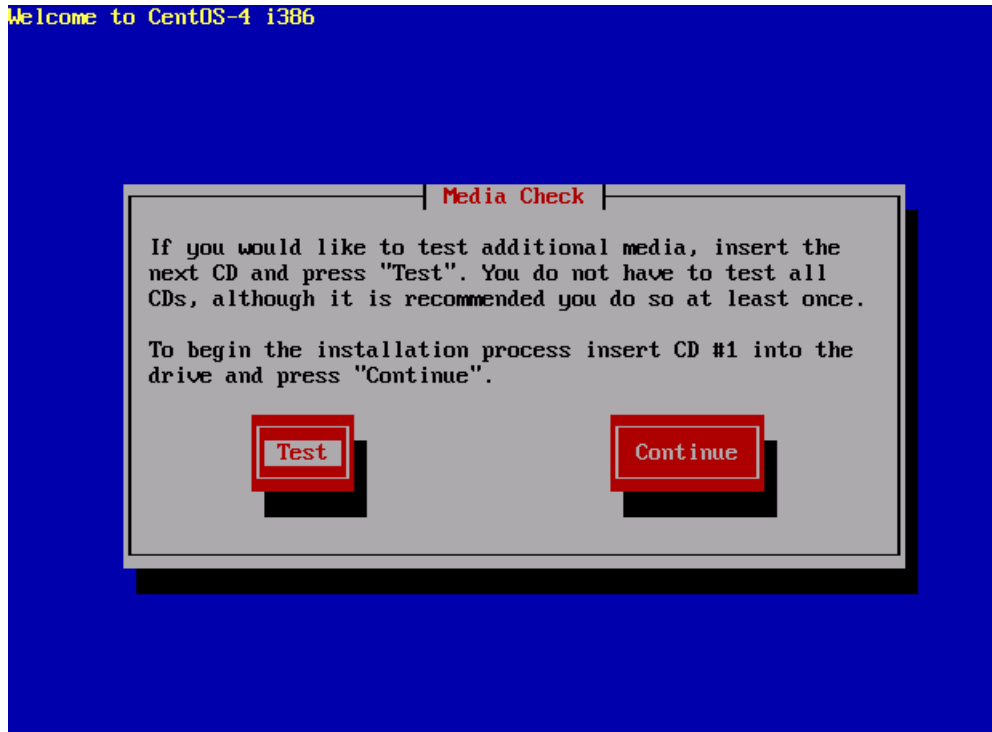 Welcome to CentOS-4 i386
Media Check
If you would like to test additional media, insert the
next CD and press "Test". You do not have to test all
CDs, although it is recommended you do so at least once.
To begin the installation process insert CD #1 into the
drive and press "Continue".
Test
Continue